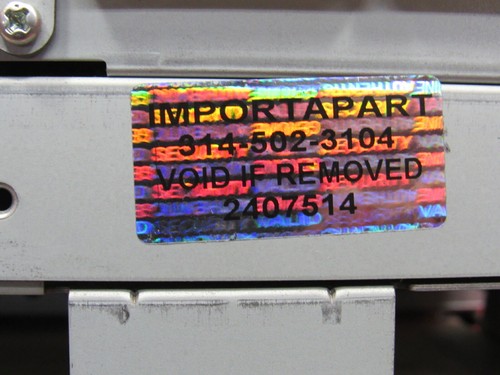 IMPORTAPART
314-502-3104
VOID IF REMOVED
2407514